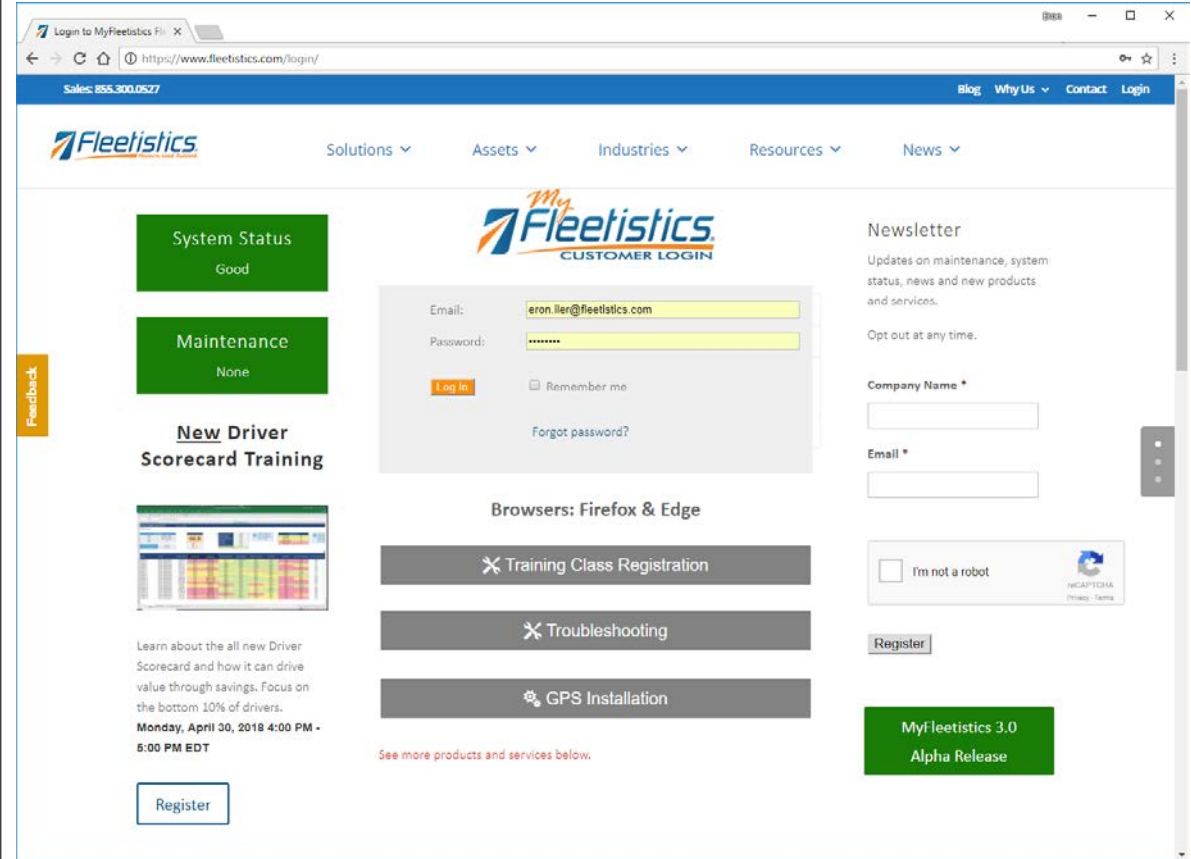 Login to MyFleetistics Fl
https://www.fleetistics.com/login/
Sales: 855.300.0527
Blog Why Us Contact Login
Fleetistics
Solutions Assets Industries Resources News
System Status
Good
Maintenance
None
Feedback
New Driver
Scorecard Training
Learn about the all new Driver
Scorecard and how it can drive
value through savings. Focus on
the bottom 10% of drivers.
Monday, April 30, 2018 4:00 PM -
5:00 PM EDT
Register
My
Fleetistics
CUSTOMER LOGIN
Email: eron.iler@fleetistics.com
Password: ••••••••
Log In Remember me
Forgot password?
Browsers: Firefox & Edge
Training Class Registration
Troubleshooting
GPS Installation
See more products and services below.
Newsletter
Updates on maintenance, system
status, news and new products
and services.
Opt out at any time.
Company Name *
Email *
I'm not a robot
reCAPTCHA
Privacy - Terms
Register
MyFleetistics 3.0
Alpha Release